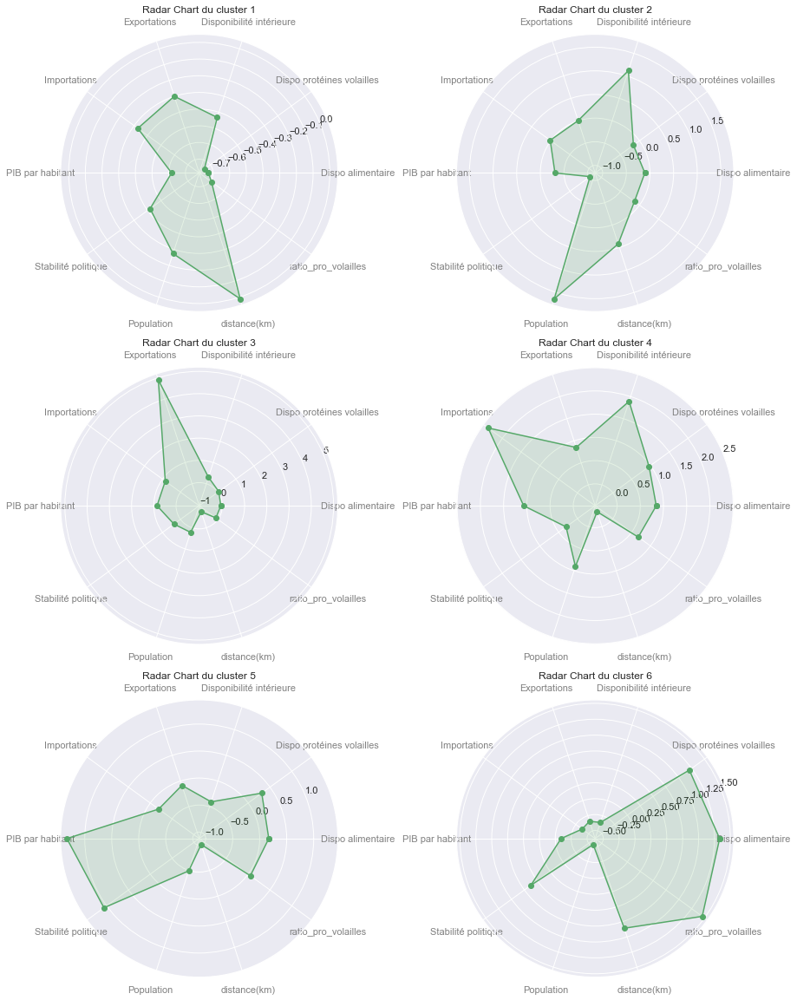 Radar Chart du cluster 1
Exportations
Disponibilité intérieure
Importations
Dispo protéines volailles
PIB par habitant
Dispo alimentaire
Stabilité politique
ratio_pro_volailles
Population
distance(km)
−0.7
−0.6
−0.5
−0.4
−0.3
−0.2
−0.1
0.0
Radar Chart du cluster 2
Exportations
Disponibilité intérieure
Importations
Dispo protéines volailles
PIB par habitant
Dispo alimentaire
Stabilité politique
ratio_pro_volailles
Population
distance(km)
−1.0
−0.5
0.0
0.5
1.0
1.5
Radar Chart du cluster 3
Exportations
Disponibilité intérieure
Importations
Dispo protéines volailles
PIB par habitant
Dispo alimentaire
Stabilité politique
ratio_pro_volailles
Population
distance(km)
−1
0
1
2
3
4
5
Radar Chart du cluster 4
Exportations
Disponibilité intérieure
Importations
Dispo protéines volailles
PIB par habitant
Dispo alimentaire
Stabilité politique
ratio_pro_volailles
Population
distance(km)
0.0
0.5
1.0
1.5
2.0
2.5
Radar Chart du cluster 5
Exportations
Disponibilité intérieure
Importations
Dispo protéines volailles
PIB par habitant
Dispo alimentaire
Stabilité politique
ratio_pro_volailles
Population
distance(km)
−1.0
−0.5
0.0
0.5
1.0
Radar Chart du cluster 6
Exportations
Disponibilité intérieure
Importations
Dispo protéines volailles
PIB par habitant
Dispo alimentaire
Stabilité politique
ratio_pro_volailles
Population
distance(km)
−0.50
−0.25
0.00
0.25
0.50
0.75
1.00
1.25
1.50